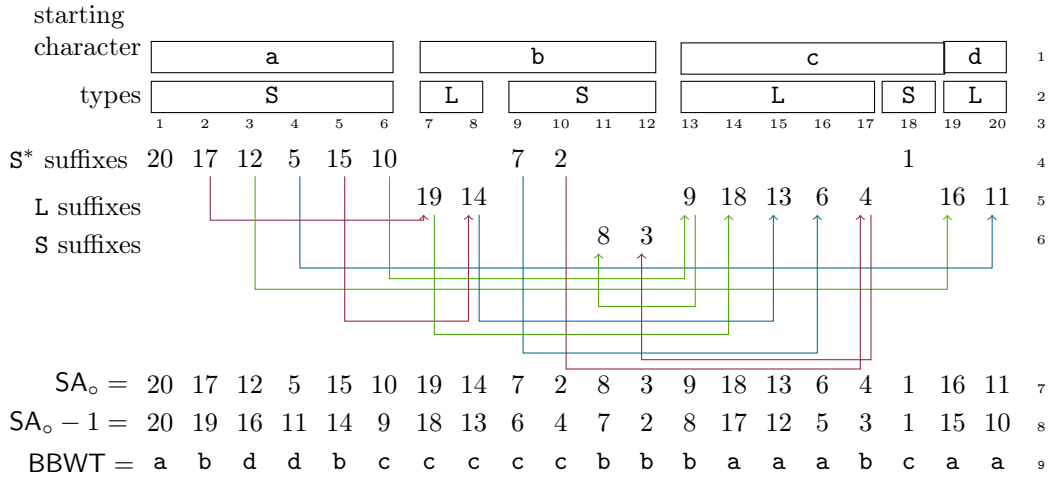 starting
character a b c d 1
types S L S L S L 2
1 2 3 4 5 6 7 8 9 10 11 12 13 14 15 16 17 18 19 20 3
S* suffixes 20 17 12 5 15 10 7 2 1 4
L suffixes 19 14 9 18 13 6 4 16 11 5
S suffixes 8 3 6
SA∘ = 20 17 12 5 15 10 19 14 7 2 8 3 9 18 13 6 4 1 16 11 7
SA∘ − 1 = 20 19 16 11 14 9 18 13 6 4 7 2 8 17 12 5 3 1 15 10 8
BBWT = a b d d b c c c c c b b b a a a b c a a 9